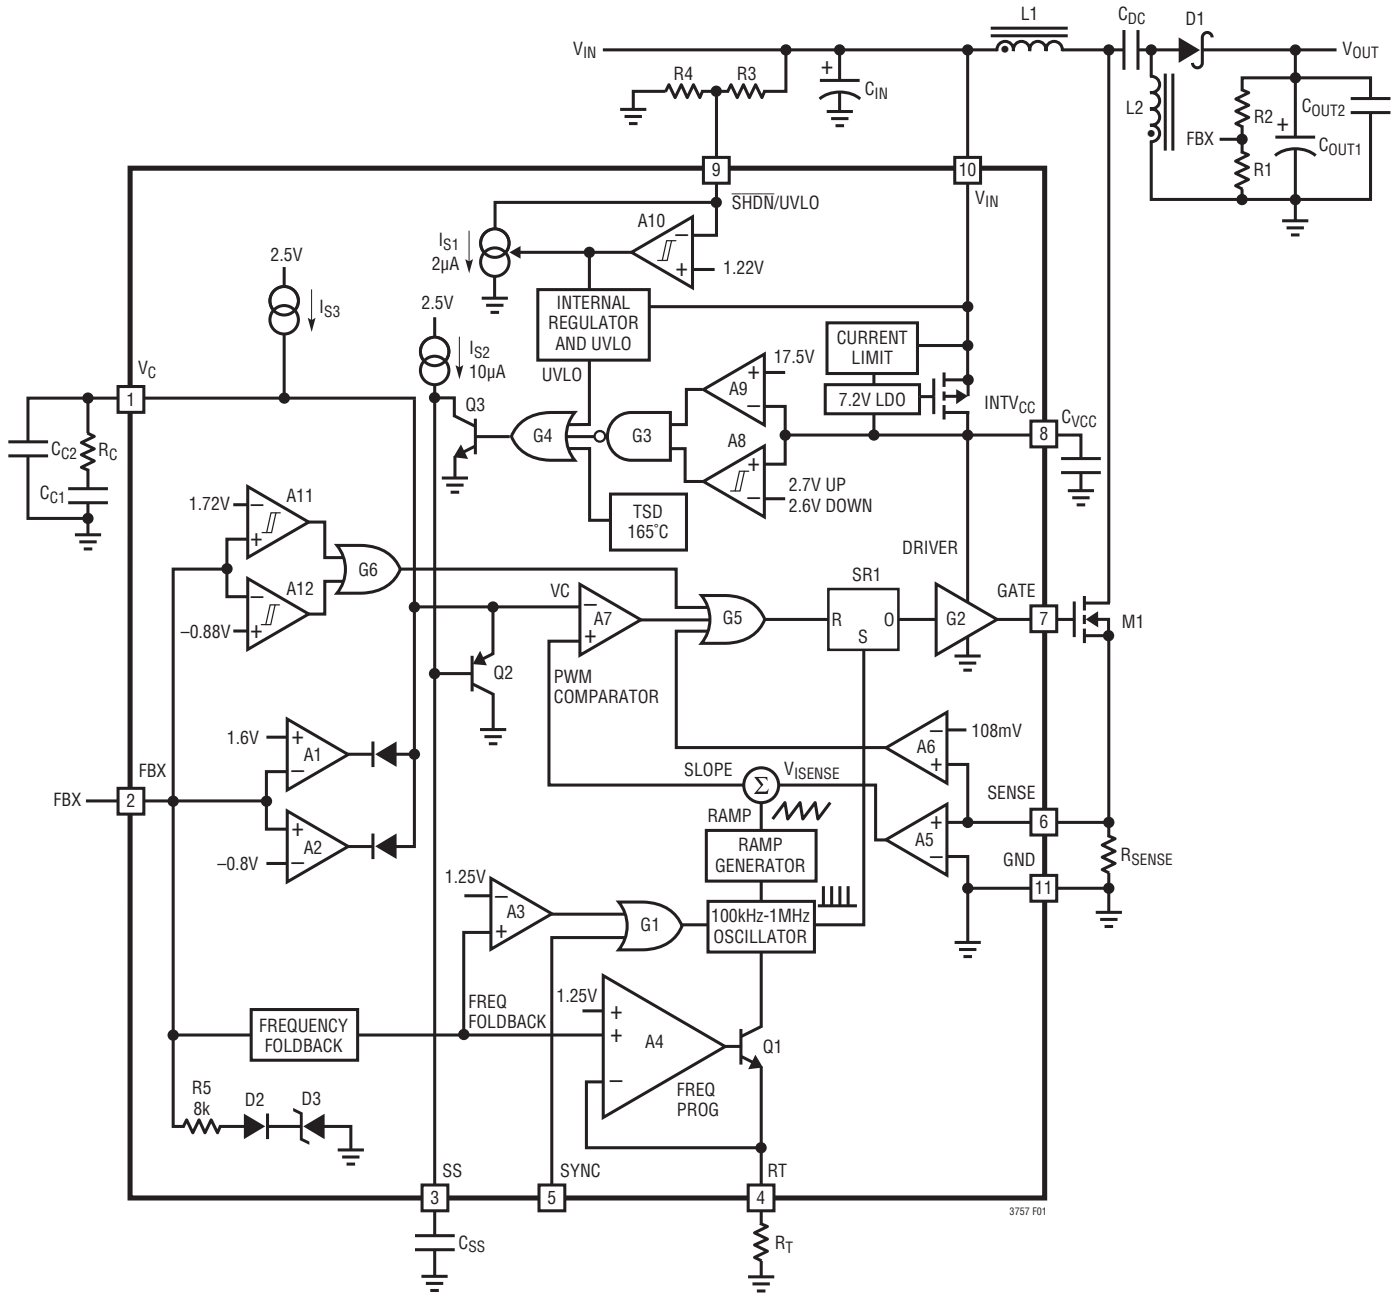 L1
CDC
D1
VIN
VOUT
R4
R3
CIN
L2
R2
COUT2
FBX
COUT1
R1
9
10
SHDN/UVLO
VIN
A10
IS1
2µA
1.22V
2.5V
IS3
2.5V
IS2
10µA
INTERNAL
REGULATOR
AND UVLO
UVLO
CURRENT
LIMIT
17.5V
A9
7.2V LDO
INTVCC
CVCC
VC
1
Q3
G4
G3
A8
8
CC2
RC
CC1
2.7V UP
2.6V DOWN
TSD
165˚C
1.72V
A11
G6
A12
–0.88V
DRIVER
SR1
GATE
VC
A7
G5
R
O
S
G2
7
M1
PWM
COMPARATOR
Q2
1.6V
A1
A6
108mV
SLOPE
Σ
VISENSE
FBX
FBX
2
SENSE
6
RAMP
A2
–0.8V
RAMP
GENERATOR
A5
GND
11
RSENSE
1.25V
A3
G1
100kHz-1MHz
OSCILLATOR
FREQ
FOLDBACK
1.25V
FREQUENCY
FOLDBACK
A4
Q1
FREQ
PROG
R5
8k
D2
D3
SS
SYNC
RT
3
5
4
3757 F01
CSS
RT